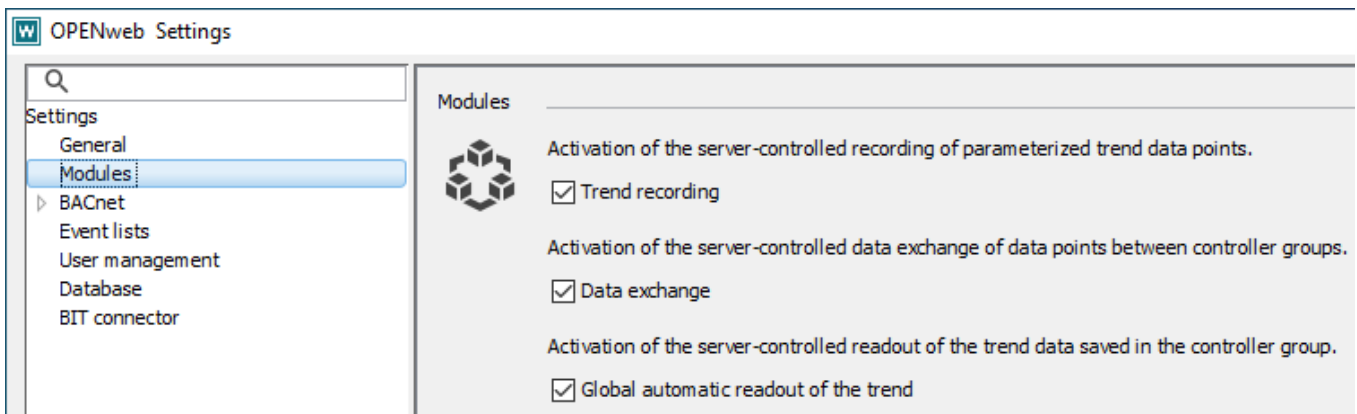 OPENweb Settings
Settings
General
Modules
BACnet
Event lists
User management
Database
BIT connector
Modules
Activation of the server-controlled recording of parameterized trend data points.
Trend recording
Activation of the server-controlled data exchange of data points between controller groups.
Data exchange
Activation of the server-controlled readout of the trend data saved in the controller group.
Global automatic readout of the trend